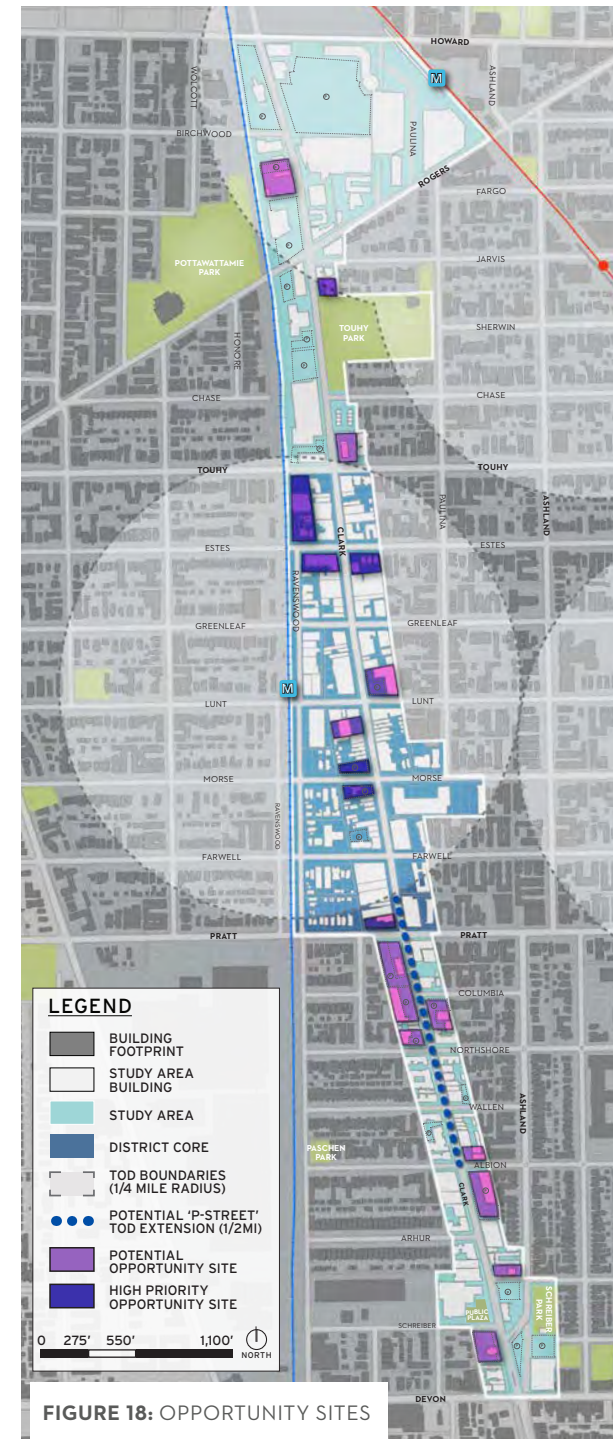 HOWARD
WOLCOTT
M
ASHLAND
PAULINA
BIRCHWOOD
ROGERS
FARGO
POTTAWATTAMIE
PARK
JARVIS
TOUHY
PARK
SHERWIN
HONORE
CHASE
CHASE
TOUHY
TOUHY
CLARK
PAULINA
ASHLAND
ESTES
ESTES
RAVENSWOOD
GREENLEAF
GREENLEAF
M
LUNT
LUNT
MORSE
MORSE
RAVENSWOOD
FARWELL
FARWELL
PRATT
PRATT
COLUMBIA
NORTHSHORE
WALLEN
ASHLAND
PASCHEN
PARK
ALBION
CLARK
ARHUR
SCHREIBER
PARK
PUBLIC
PLAZA
SCHREIBER
DEVON
LEGEND
BUILDING
FOOTPRINT
STUDY AREA
BUILDING
STUDY AREA
DISTRICT CORE
TOD BOUNDARIES
(1/4 MILE RADIUS)
POTENTIAL 'P-STREET'
TOD EXTENSION (1/2MI)
POTENTIAL
OPPORTUNITY SITE
HIGH PRIORITY
OPPORTUNITY SITE
0 275' 550' 1,100'
NORTH
FIGURE 18: OPPORTUNITY SITES